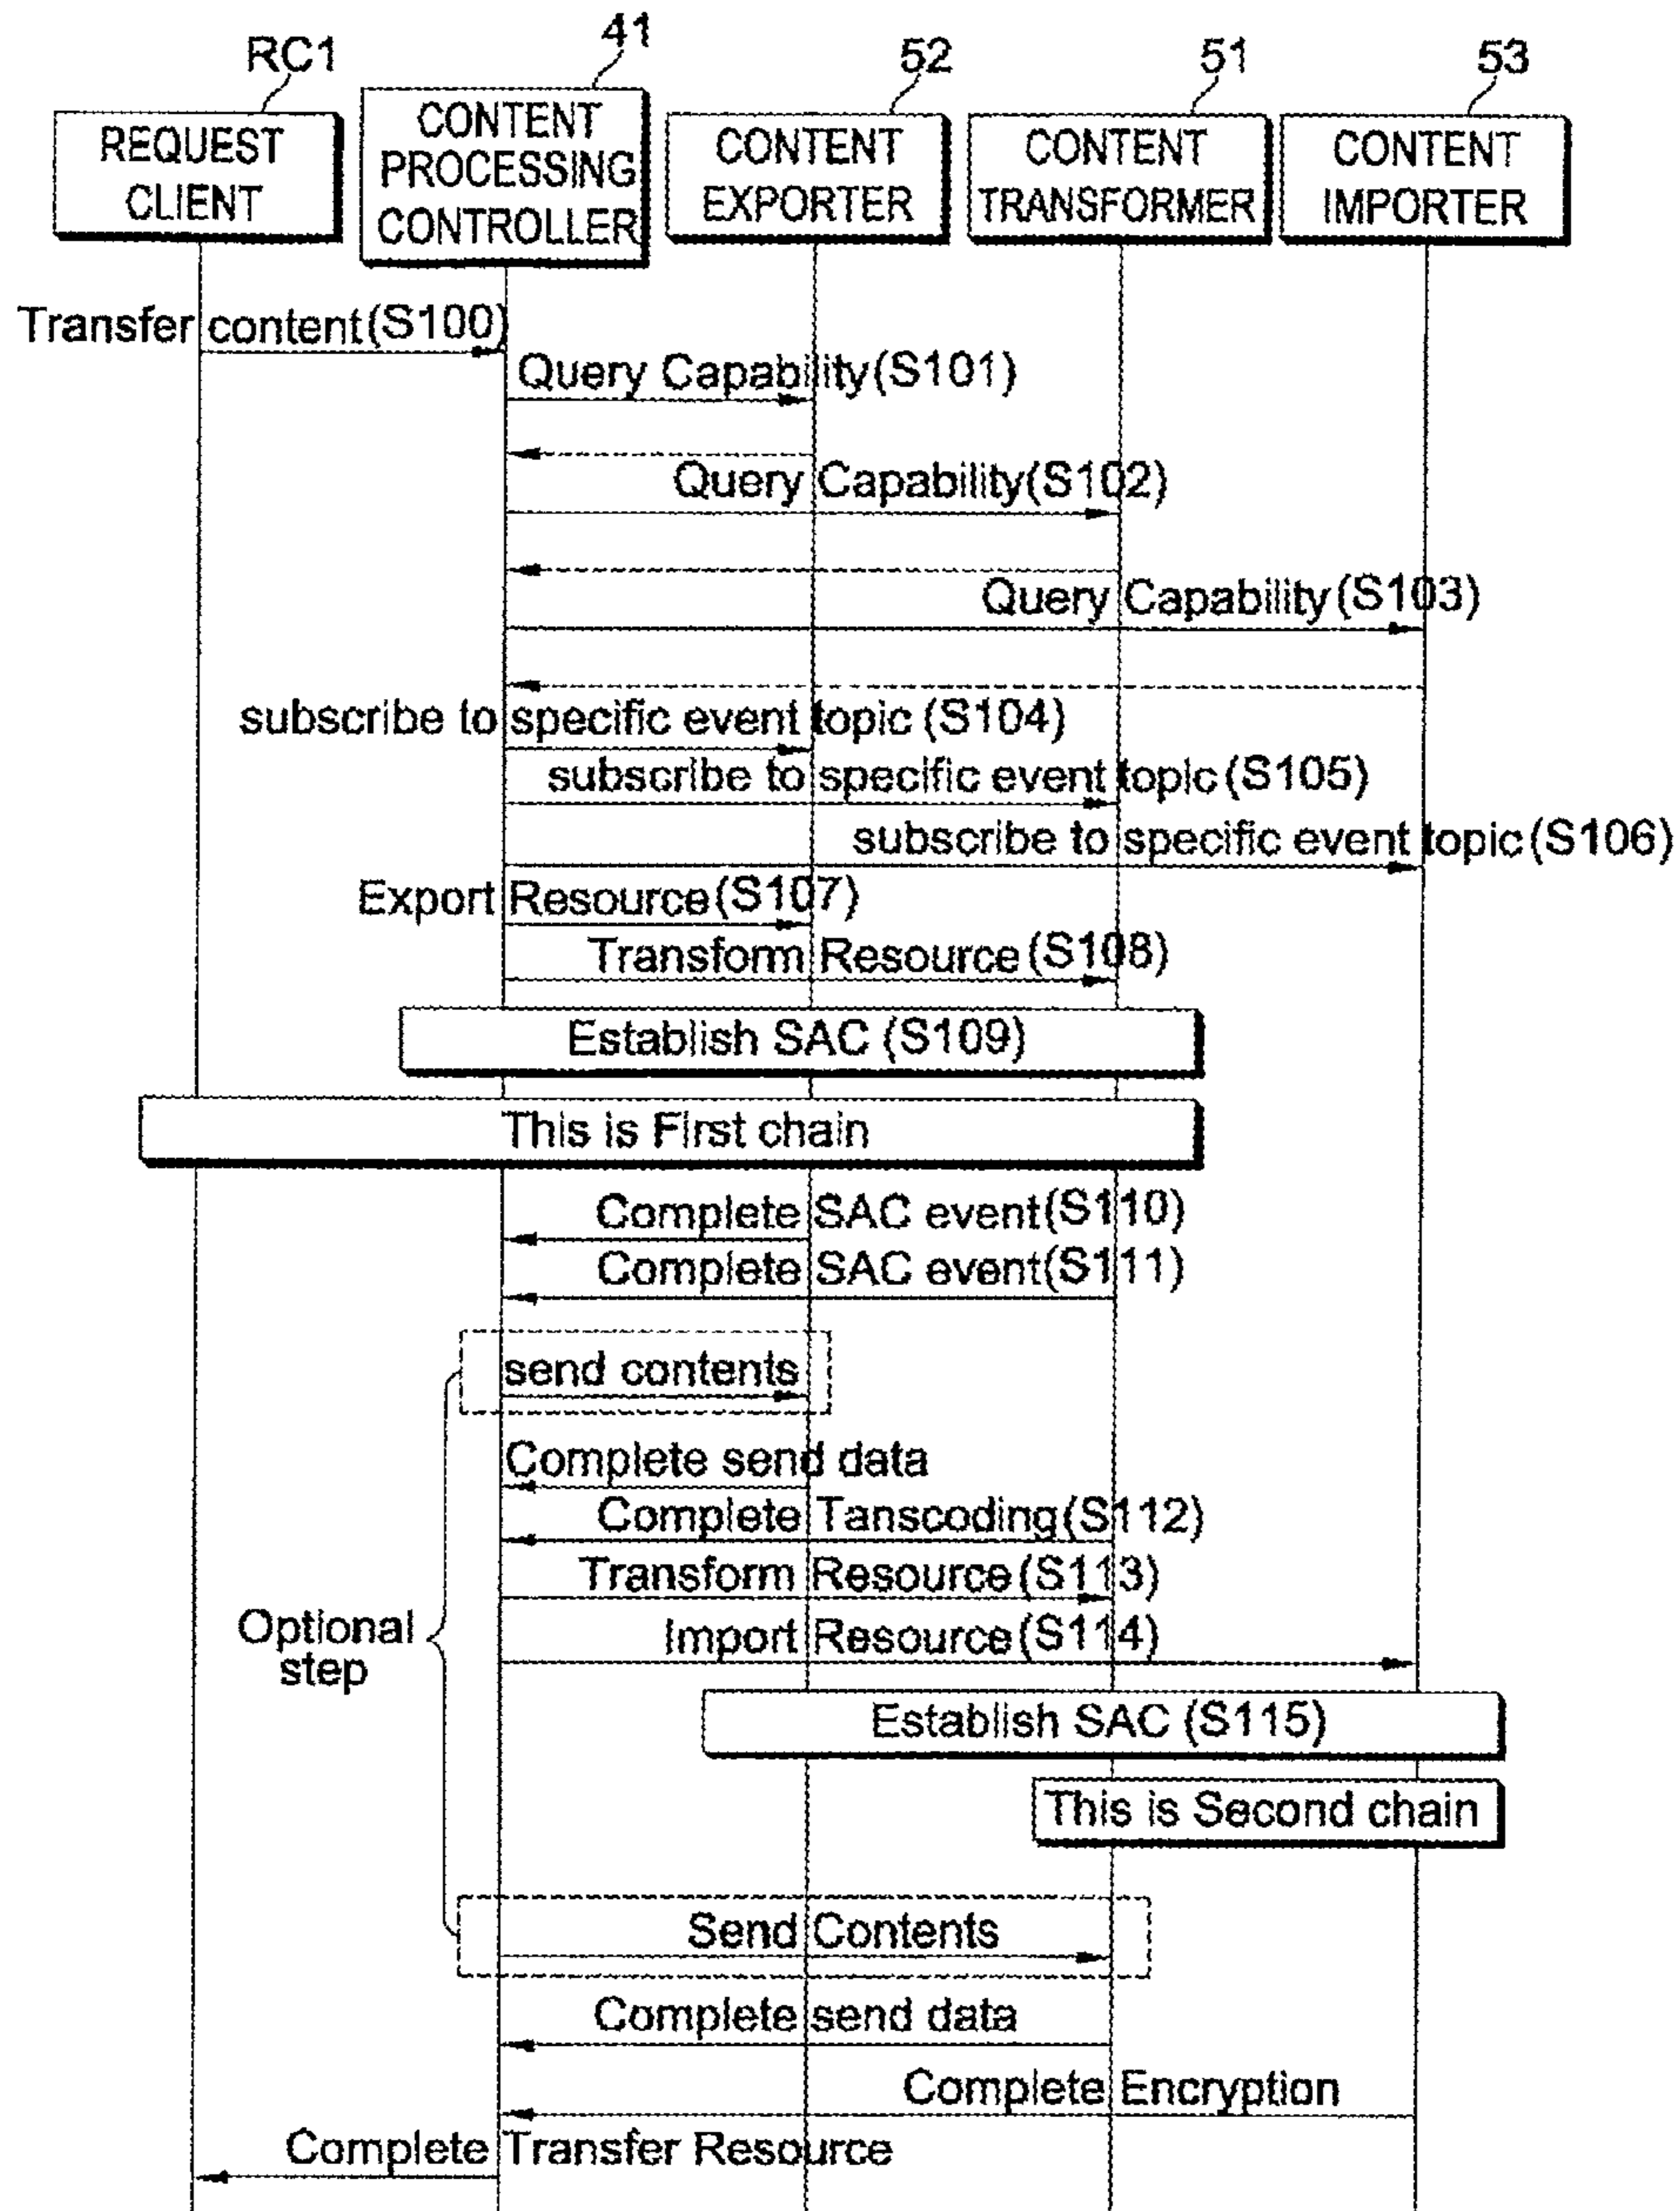 RC1
41
52
51
53
REQUEST
CLIENT
CONTENT
PROCESSING
CONTROLLER
CONTENT
EXPORTER
CONTENT
TRANSFORMER
CONTENT
IMPORTER
Transfer content(S100)
Query Capability(S101)
Query Capability(S102)
Query Capability(S103)
subscribe to specific event topic (S104)
subscribe to specific event topic (S105)
subscribe to specific event topic (S106)
Export Resource(S107)
Transform Resource(S108)
Establish SAC (S109)
This is First chain
Complete SAC event(S110)
Complete SAC event(S111)
send contents
Complete send data
Complete Tanscoding(S112)
Transform Resource(S113)
Optional
step
Import Resource(S114)
Establish SAC (S115)
This is Second chain
Send Contents
Complete send data
Complete Encryption
Complete Transfer Resource